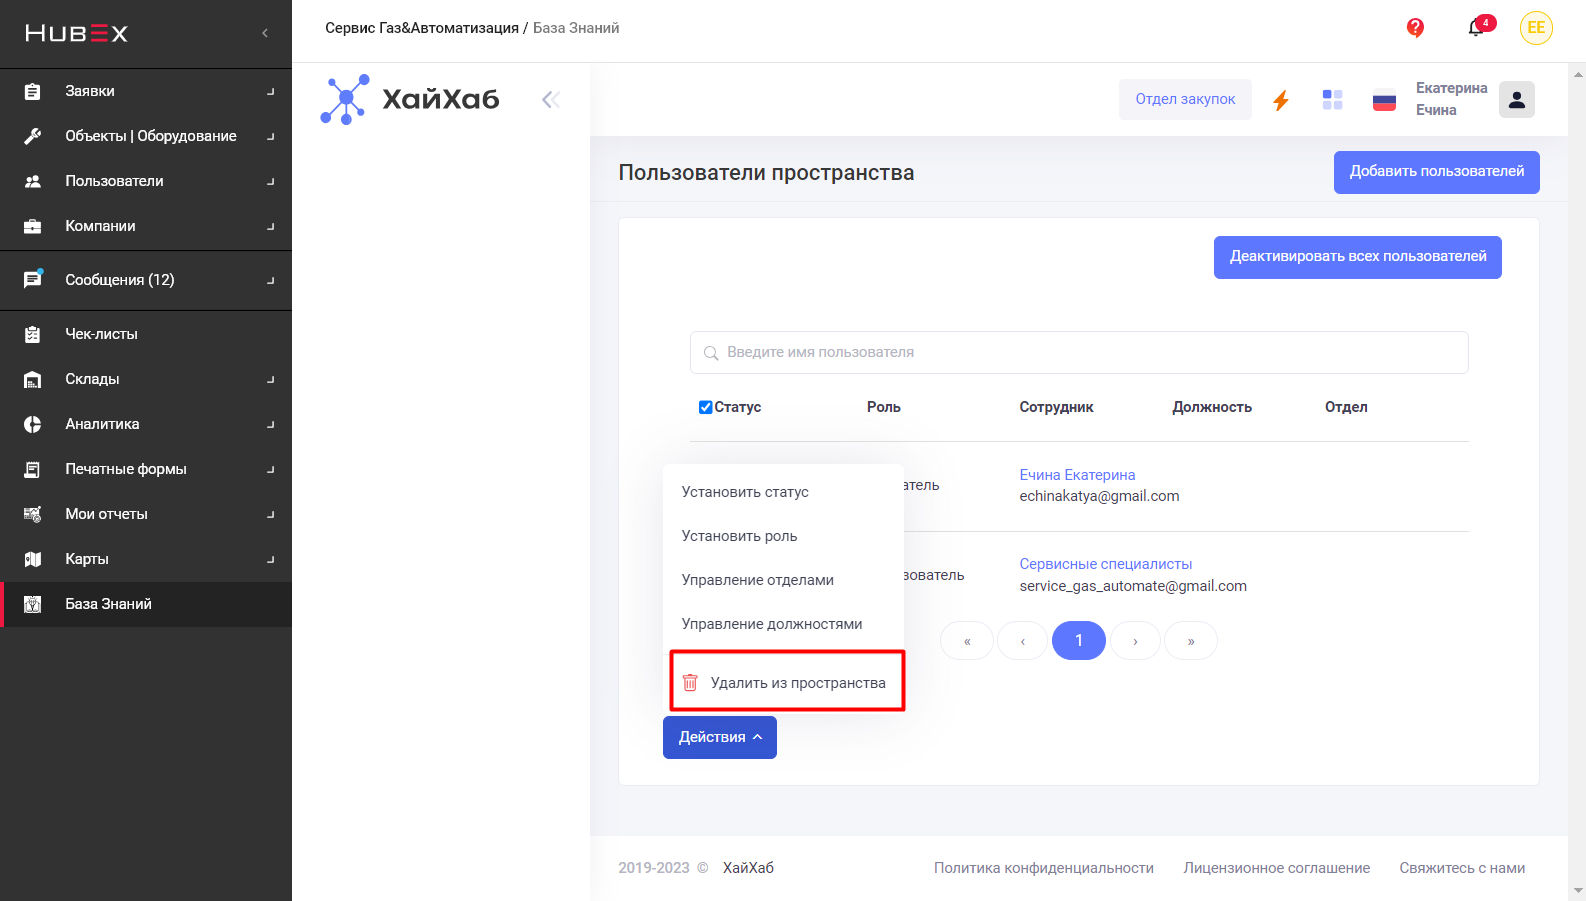 HUBEX
Заявки
Объекты | Оборудование
Пользователи
Компании
Сообщения (12)
Чек-листы
Склады
Аналитика
Печатные формы
Мои отчеты
Карты
База Знаний
Сервис Газ&Автоматизация / База Знаний
4
EE
ХайХаб
Отдел закупок
Екатерина
Ечина
Пользователи пространства
Добавить пользователей
Деактивировать всех пользователей
Введите имя пользователя
Статус Роль Сотрудник Должность Отдел
атель
Ечина Екатерина
echinakatya@gmail.com
зователь
Сервисные специалисты
service_gas_automate@gmail.com
« ‹ 1 › »
Установить статус
Установить роль
Управление отделами
Управление должностями
Удалить из пространства
Действия
2019-2023 © ХайХаб
Политика конфиденциальности Лицензионное соглашение Свяжитесь с нами